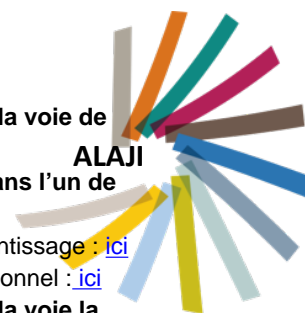 la voie de
ALAJI
ans l’un de
ntissage : ici
onnel : ici
la voie la